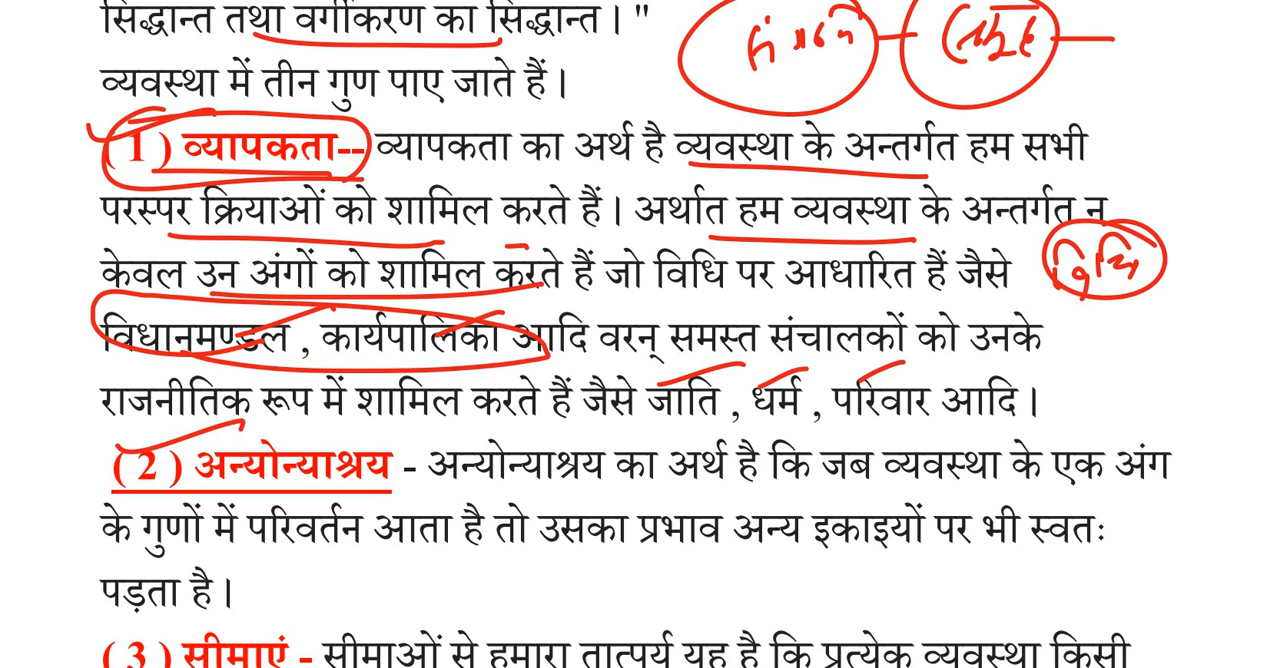 सिद्धान्त तथा वर्गीकरण का सिद्धान्त। "
संगठन समूह
व्यवस्था में तीन गुण पाए जाते हैं।
( 1 ) व्यापकता-- व्यापकता का अर्थ है व्यवस्था के अन्तर्गत हम सभी
परस्पर क्रियाओं को शामिल करते हैं। अर्थात हम व्यवस्था के अन्तर्गत न
केवल उन अंगों को शामिल करते हैं जो विधि पर आधारित हैं जैसे
विधि
विधानमण्डल , कार्यपालिका आदि वरन् समस्त संचालकों को उनके
राजनीतिक रूप में शामिल करते हैं जैसे जाति , धर्म , परिवार आदि।
( 2 ) अन्योन्याश्रय - अन्योन्याश्रय का अर्थ है कि जब व्यवस्था के एक अंग
के गुणों में परिवर्तन आता है तो उसका प्रभाव अन्य इकाइयों पर भी स्वतः
पड़ता है।
( 3 ) सीमाएं - सीमाओं से हमारा तात्पर्य यह है कि प्रत्येक व्यवस्था किसी